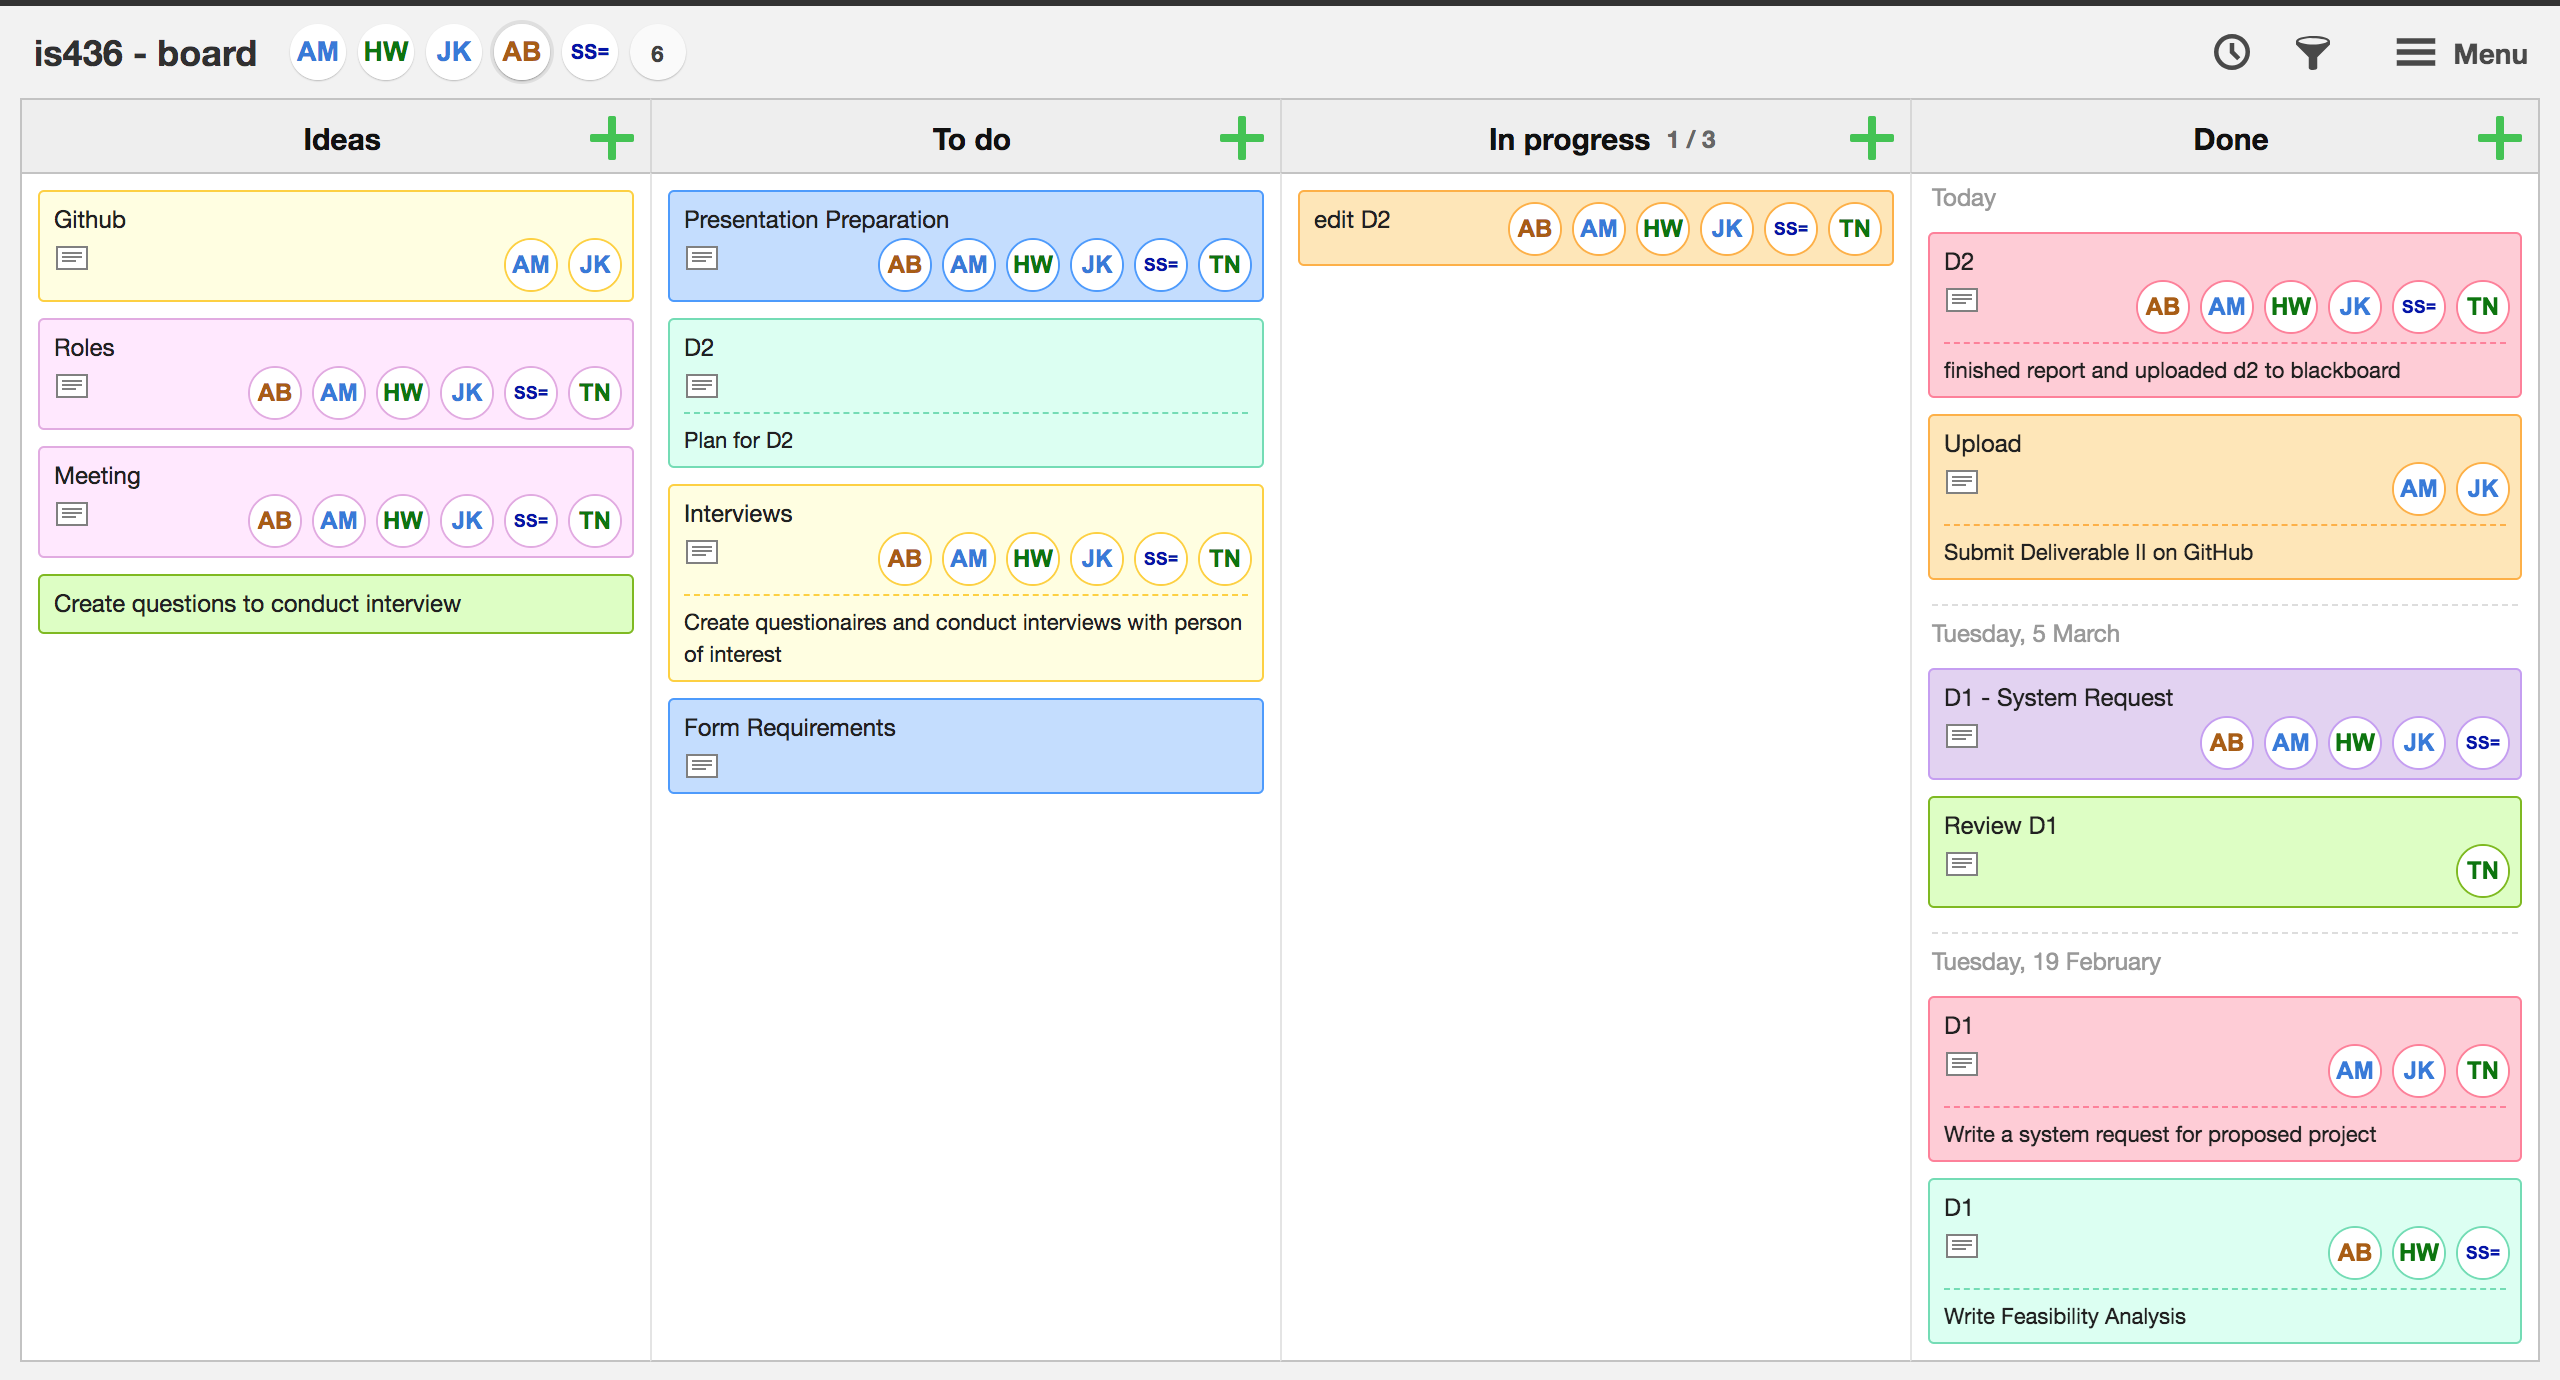 is436 - board AM HW JK AB SS= 6 Menu
Ideas
Github
AM JK
Roles
AB AM HW JK SS= TN
Meeting
AB AM HW JK SS= TN
Create questions to conduct interview
To do
Presentation Preparation
AB AM HW JK SS= TN
D2
Plan for D2
Interviews
AB AM HW JK SS= TN
Create questionaires and conduct interviews with person
of interest
Form Requirements
In progress 1 / 3
edit D2 AB AM HW JK SS= TN
Done
Today
D2
AB AM HW JK SS= TN
finished report and uploaded d2 to blackboard
Upload
AM JK
Submit Deliverable II on GitHub
Tuesday, 5 March
D1 - System Request
AB AM HW JK SS=
Review D1
TN
Tuesday, 19 February
D1
AM JK TN
Write a system request for proposed project
D1
AB HW SS=
Write Feasibility Analysis